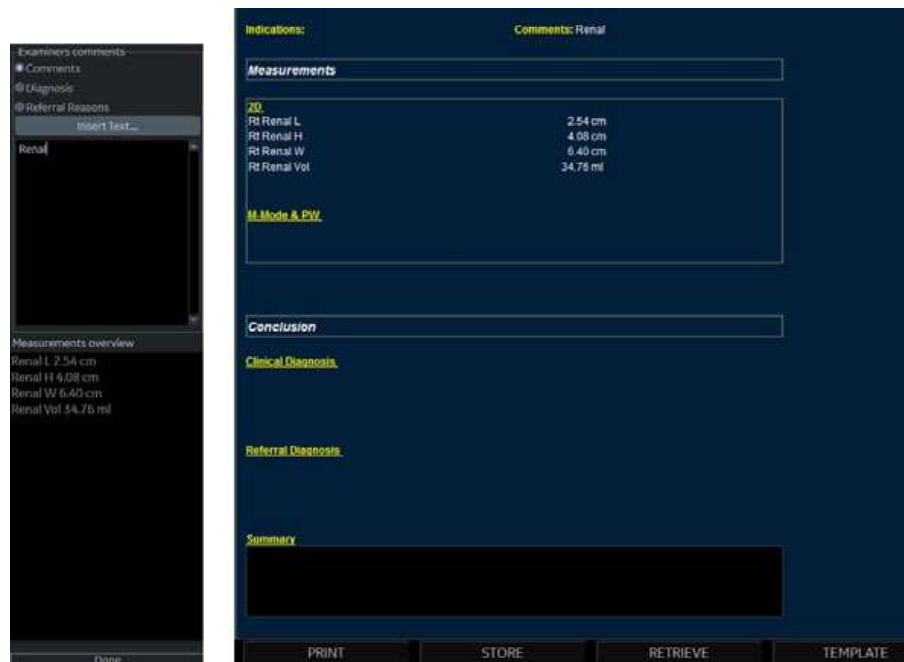 Examiners comments
Comments
Diagnosis
Referral Reasons
Insert Text...
Renal
Measurements overview
Renal L 2.54 cm
Renal H 4.08 cm
Renal W 6.40 cm
Renal Vol 34.76 ml
Done
Indications: Comments: Renal
Measurements
2D
Rt Renal L 2.54 cm
Rt Renal H 4.08 cm
Rt Renal W 6.40 cm
Rt Renal Vol 34.76 ml
M-Mode & PW
Conclusion
Clinical Diagnosis
Referral Diagnosis
Summary
PRINT STORE RETRIEVE TEMPLATE